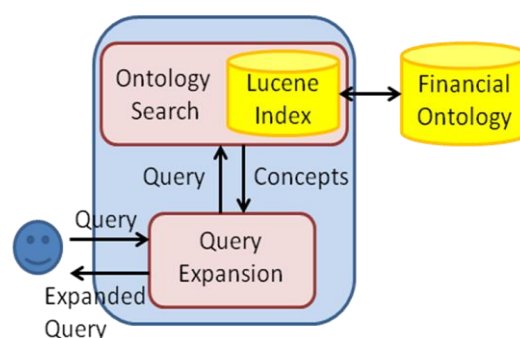 Ontology
Search
Lucene
Index
Financial
Ontology
Query
Concepts
Query
Query
Expansion
Expanded
Query